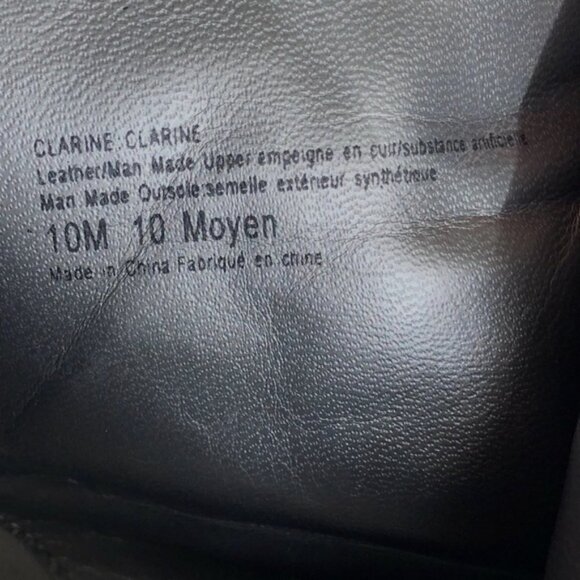 CLARINE:CLARINE
Leather/Man Made Upper:empeigne en cuir/substance artificielle
Man Made Outsole:semelle extérieur synthétique
10M 10 Moyen
Made in China Fabriqué en chine